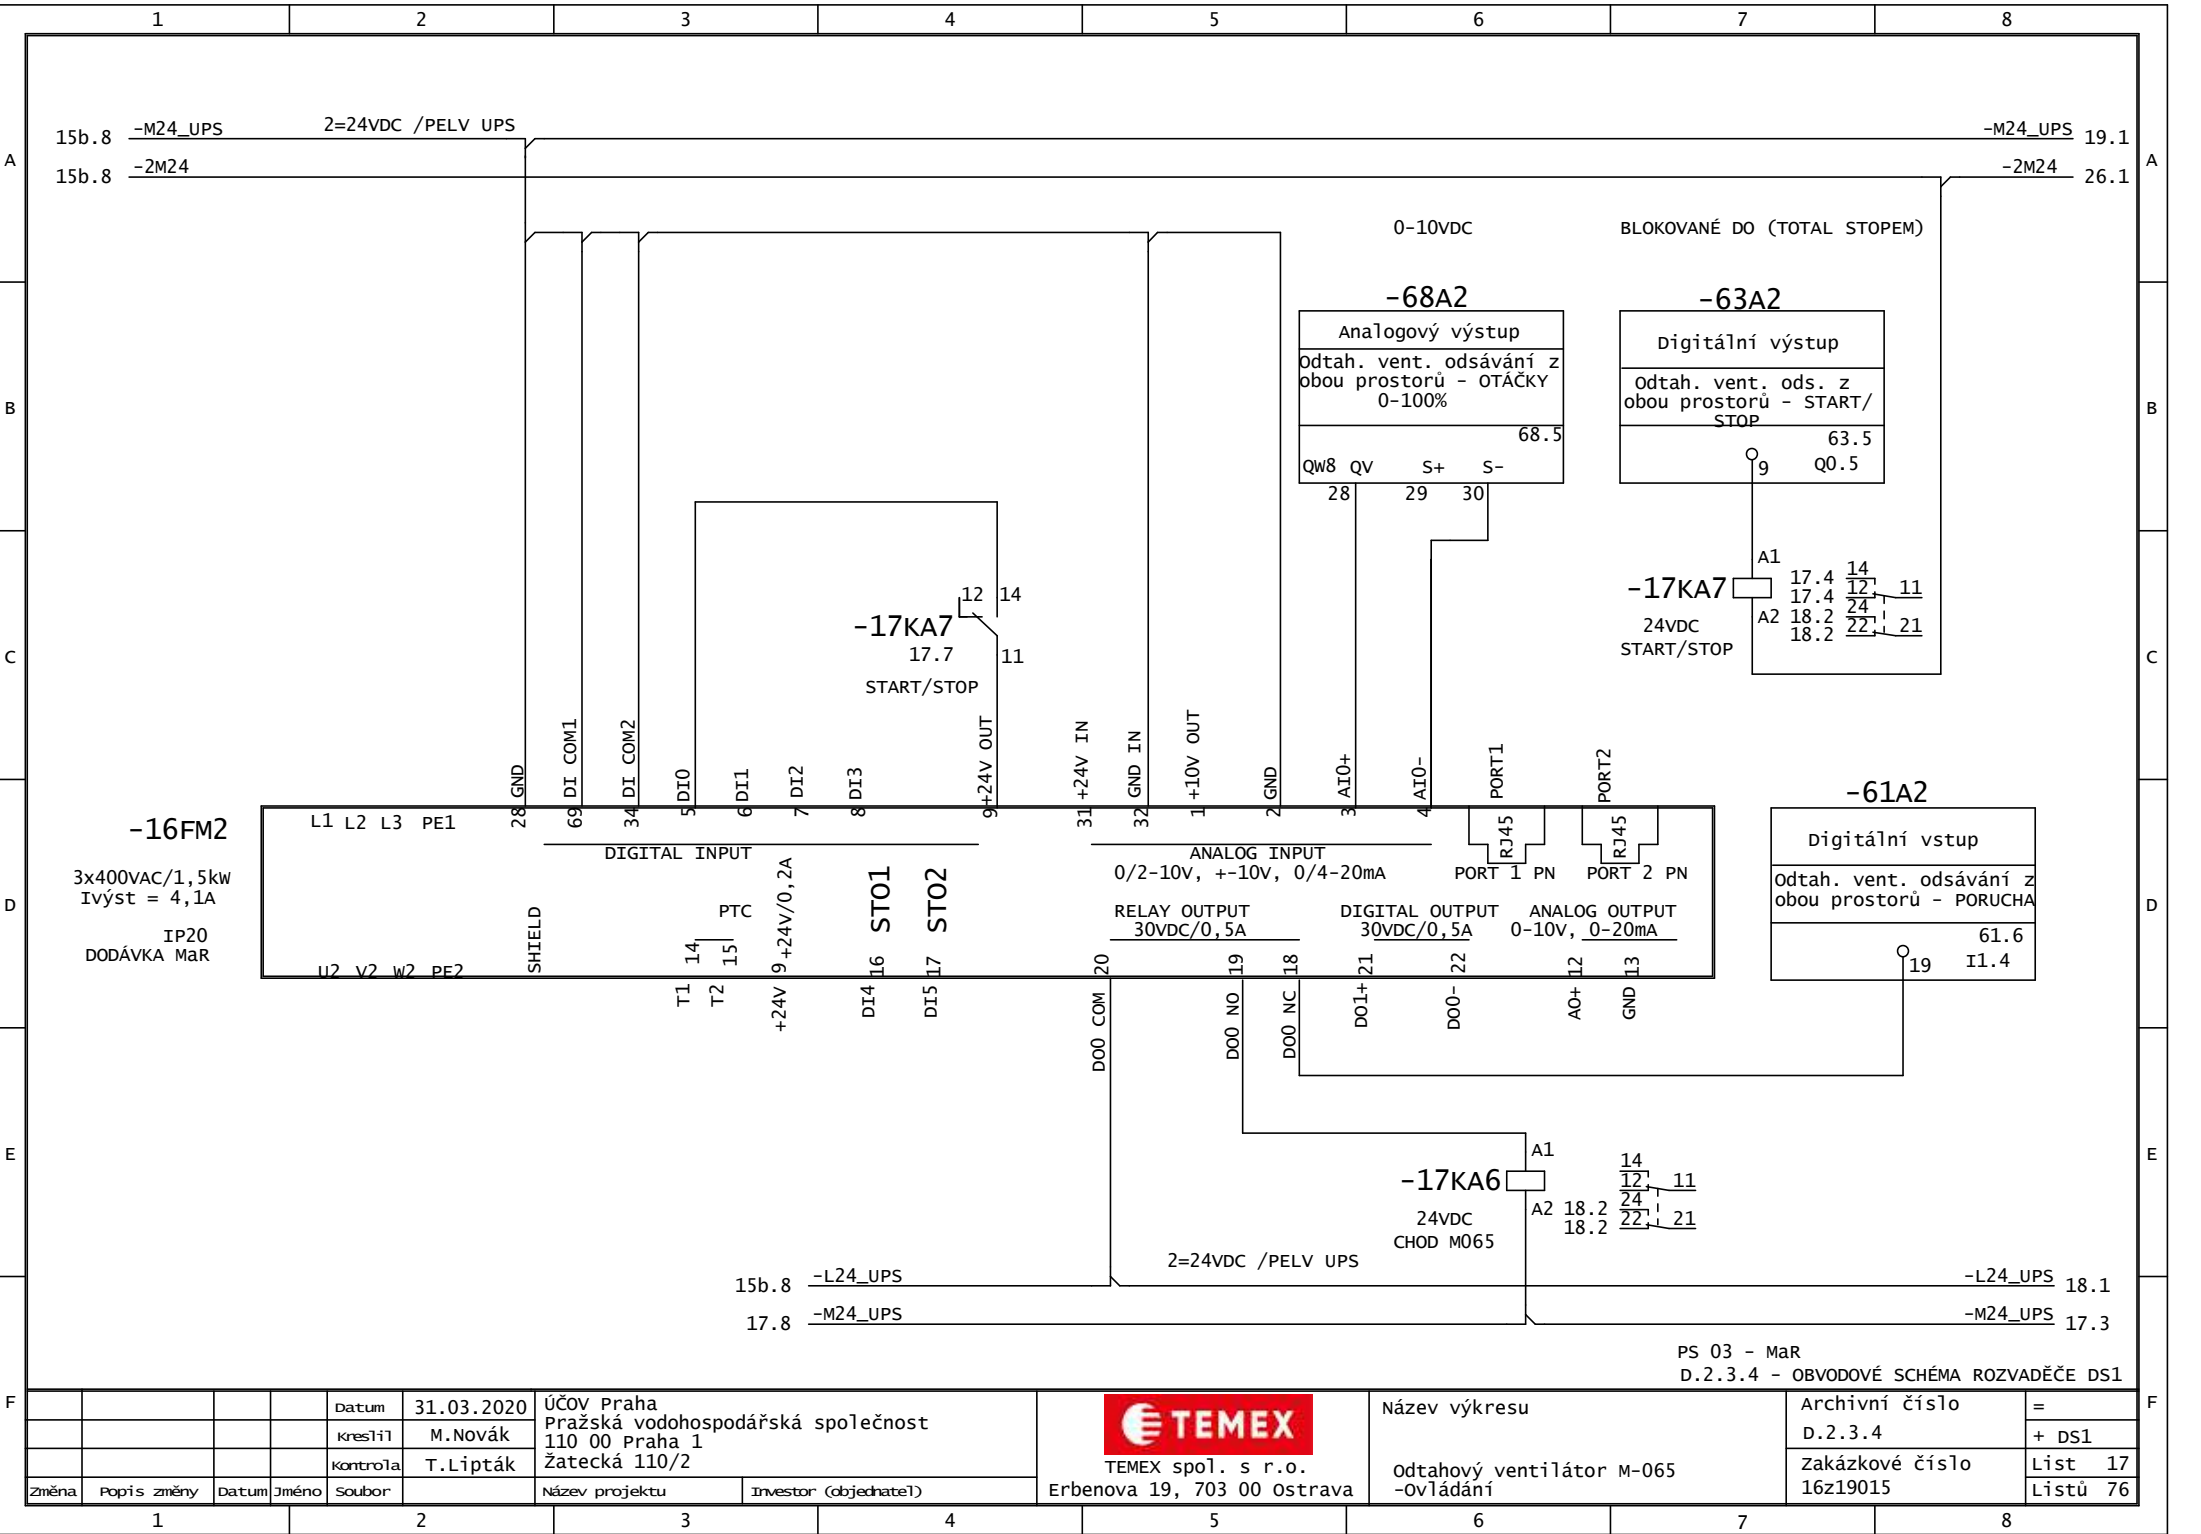 1 2 3 4 5 6 7 8
A
A
B
B
C
C
D
D
E
E
F
F
15b.8 -M24_UPS 2=24VDC /PELV UPS -M24_UPS 19.1
15b.8 -2M24 -2M24 26.1
0-10VDC
BLOKOVANÉ DO (TOTAL STOPEM)
-68A2
Analogový výstup
Odtah. vent. odsávání z
obou prostorů - OTÁČKY
0-100%
68.5
QW8 QV S+ S-
28 29 30
-63A2
Digitální výstup
Odtah. vent. ods. z
obou prostorů - START/
STOP
63.5
9 Q0.5
A1
-17KA7
A2
24VDC
START/STOP
17.4 14
17.4 12 11
18.2 24
18.2 22 21
12 14
-17KA7
17.7
11
START/STOP
28 GND
69 DI COM1
34 DI COM2
5 DI0
6 DI1
7 DI2
8 DI3
9 +24V OUT
31 +24V IN
32 GND IN
1 +10V OUT
2 GND
3 AI0+
4 AI0-
PORT1
PORT2
-16FM2
3x400VAC/1,5kW
Ivýst = 4,1A
IP20
DODÁVKA MaR
L1 L2 L3 PE1
DIGITAL INPUT
ANALOG INPUT
0/2-10V, +-10V, 0/4-20mA
RJ45
RJ45
PORT 1 PN
PORT 2 PN
U2 V2 W2 PE2
SHIELD
PTC
14
15
9 +24V/0,2A
STO1
STO2
16
17
RELAY OUTPUT
30VDC/0,5A
DIGITAL OUTPUT
30VDC/0,5A
ANALOG OUTPUT
0-10V, 0-20mA
20
19
18
21
22
12
13
T1
T2
+24V
DI4
DI5
DO0 COM
DO0 NO
DO0 NC
DO1+
DO0-
AO+
GND
-61A2
Digitální vstup
Odtah. vent. odsávání z
obou prostorů - PORUCHA
61.6
19 I1.4
A1
-17KA6
A2
24VDC
CHOD M065
14
12 11
18.2 24
18.2 22 21
2=24VDC /PELV UPS
15b.8 -L24_UPS -L24_UPS 18.1
17.8 -M24_UPS -M24_UPS 17.3
PS 03 - MaR
D.2.3.4 - OBVODOVÉ SCHÉMA ROZVADĚČE DS1
Datum 31.03.2020
Kreslil M.Novák
Kontrola T.Lipták
Změna Popis změny Datum Jméno Soubor
ÚČOV Praha
Pražská vodohospodářská společnost
110 00 Praha 1
Žatecká 110/2
Název projektu Investor (objednatel)
TEMEX
TEMEX spol. s r.o.
Erbenova 19, 703 00 Ostrava
Název výkresu
Odtahový ventilátor M-065
-Ovládání
Archivní číslo
D.2.3.4
Zakázkové číslo
16z19015
=
+ DS1
List 17
Listů 76
1 2 3 4 5 6 7 8